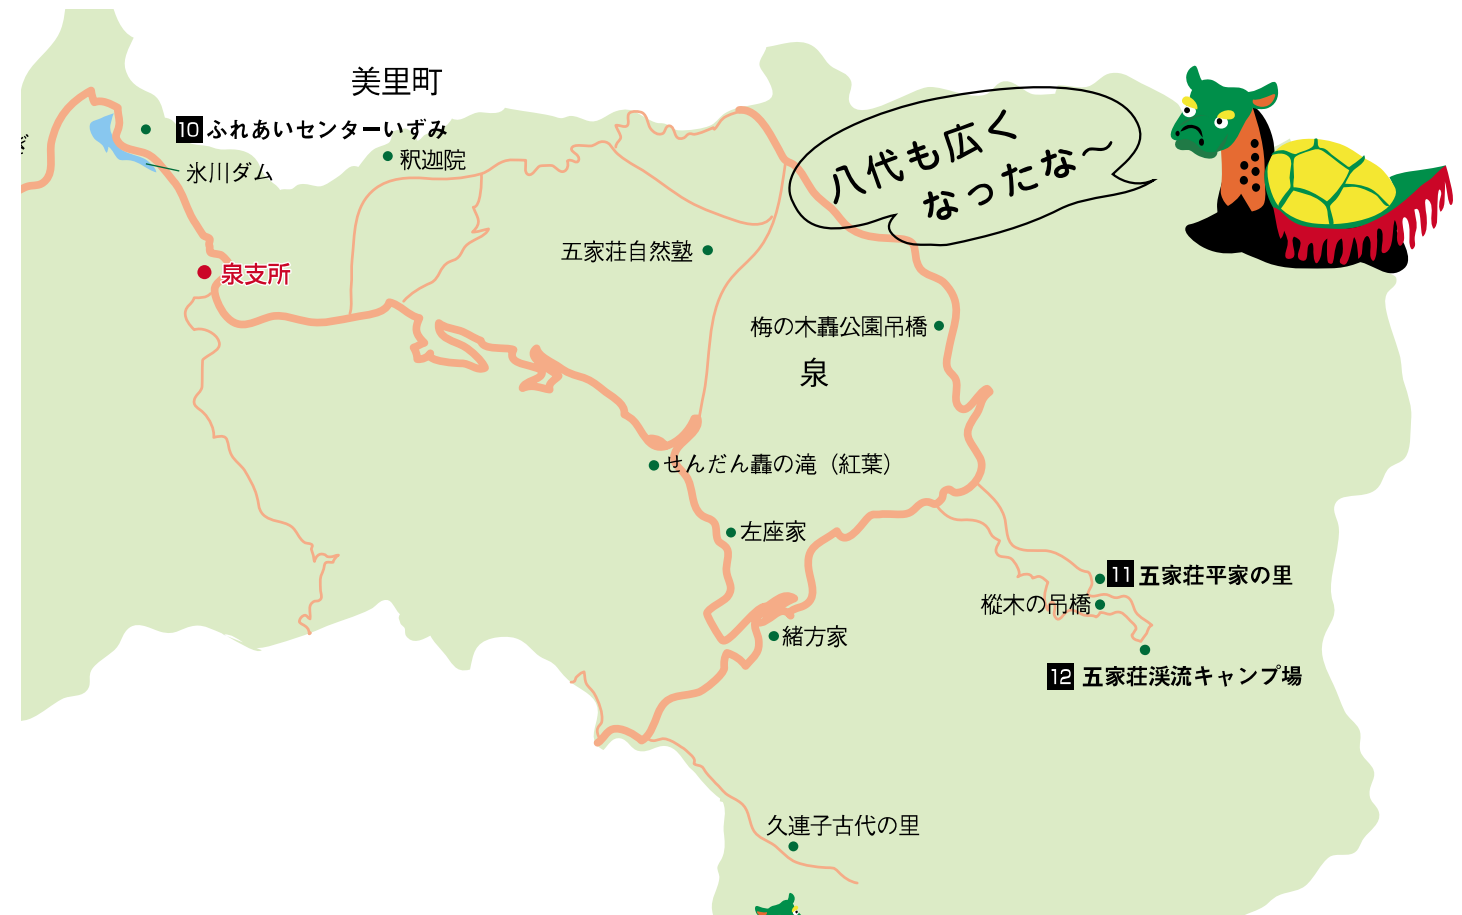 美里町
10 ふれあいセンターいずみ
釈迦院
氷川ダム
八代も広く
なったな〜
五家荘自然塾
泉支所
梅の木轟公園吊橋
泉
せんだん轟の滝（紅葉）
左座家
11 五家荘平家の里
樅木の吊橋
緒方家
12 五家荘渓流キャンプ場
久連子古代の里